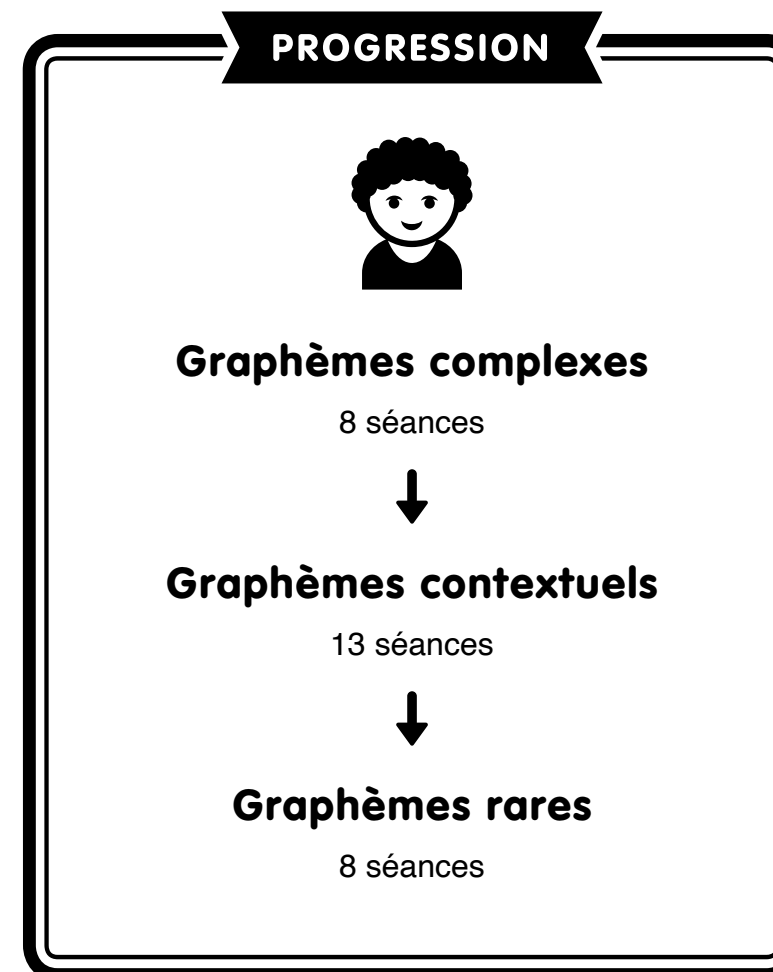 PROGRESSION
Graphèmes complexes
8 séances
Graphèmes contextuels
13 séances
Graphèmes rares
8 séances